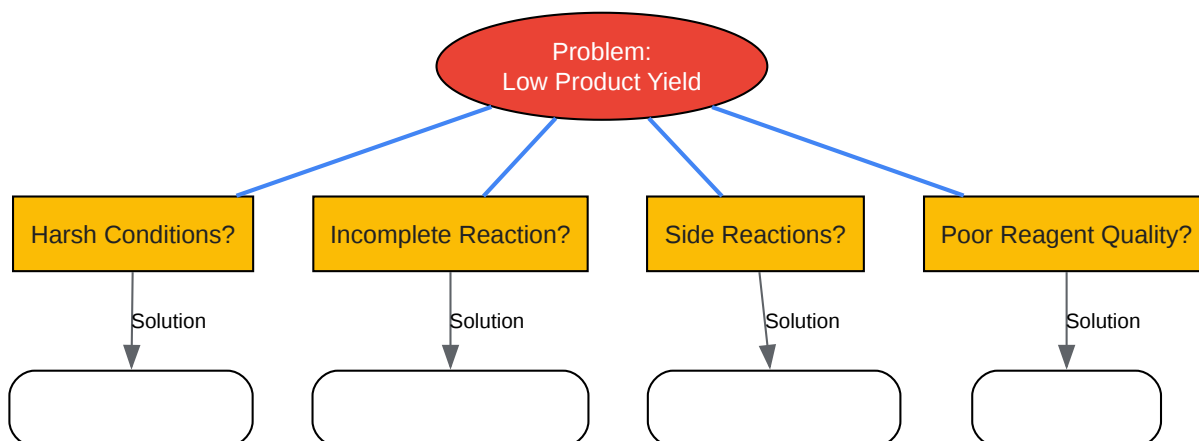 Problem:
Low Product Yield
Harsh Conditions?
Incomplete Reaction?
Side Reactions?
Poor Reagent Quality?
Solution
Solution
Solution
Solution